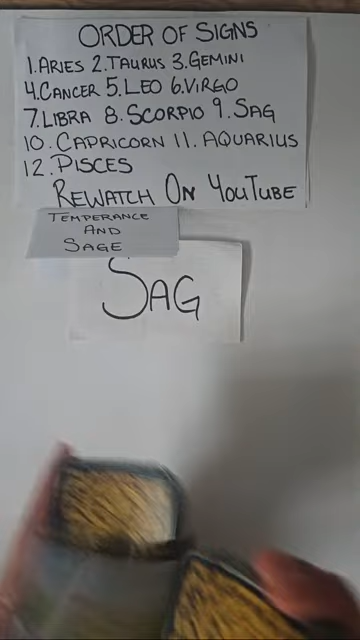 ORDER OF SIGNS
1. ARIES 2. TAURUS 3. GEMINI
4. CANCER 5. LEO 6. VIRGO
7. LIBRA 8. SCORPIO 9. SAG
10. CAPRICORN 11. AQUARIUS
12. PISCES
REWATCH ON YOUTUBE
TEMPERANCE
AND
SAGE
SAG